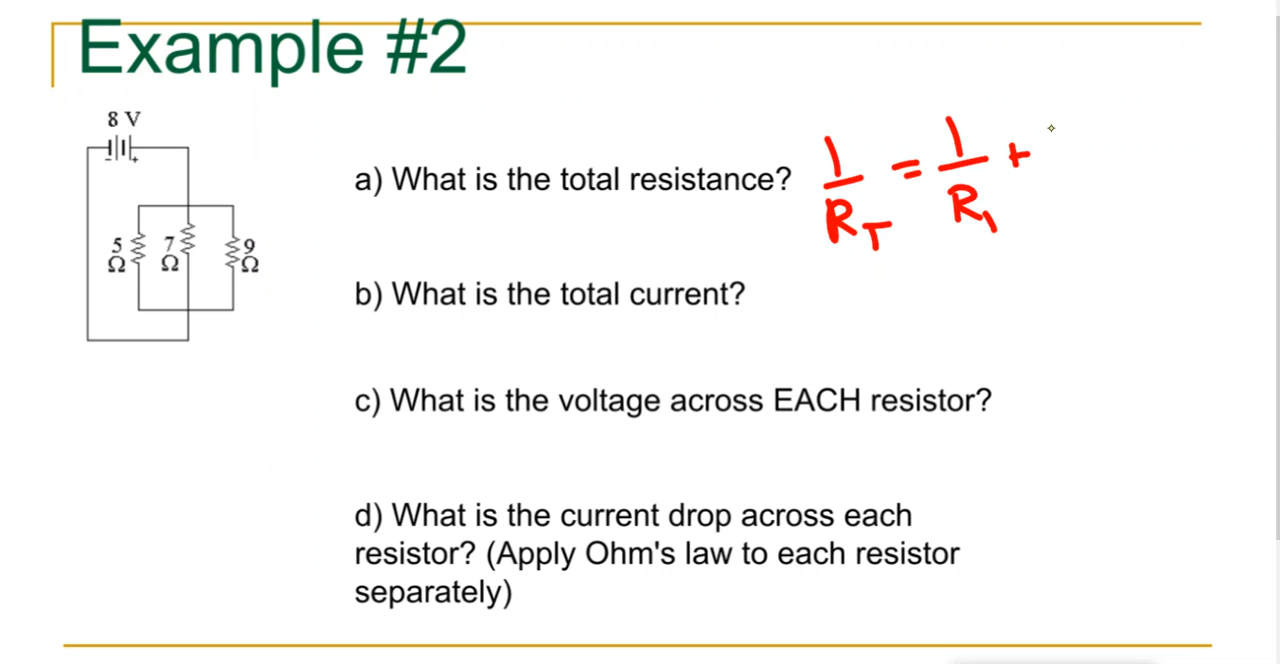 Example #2
8 V
5 Ω
7 Ω
9 Ω
a) What is the total resistance?
1/R_T = 1/R_1 +
b) What is the total current?
c) What is the voltage across EACH resistor?
d) What is the current drop across each
resistor? (Apply Ohm's law to each resistor
separately)